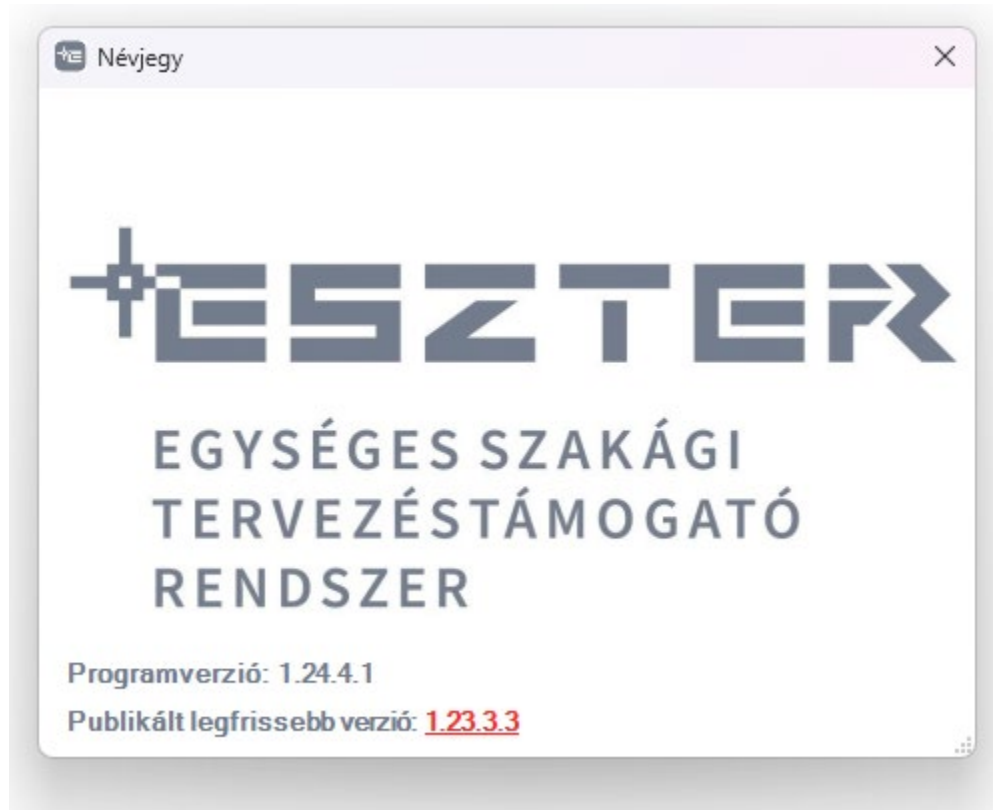 Névjegy
ESZTER
EGYSÉGES SZAKÁGI
TERVEZÉSTÁMOGATÓ
RENDSZER
Programverzió: 1.24.4.1
Publikált legfrissebb verzió: 1.23.3.3